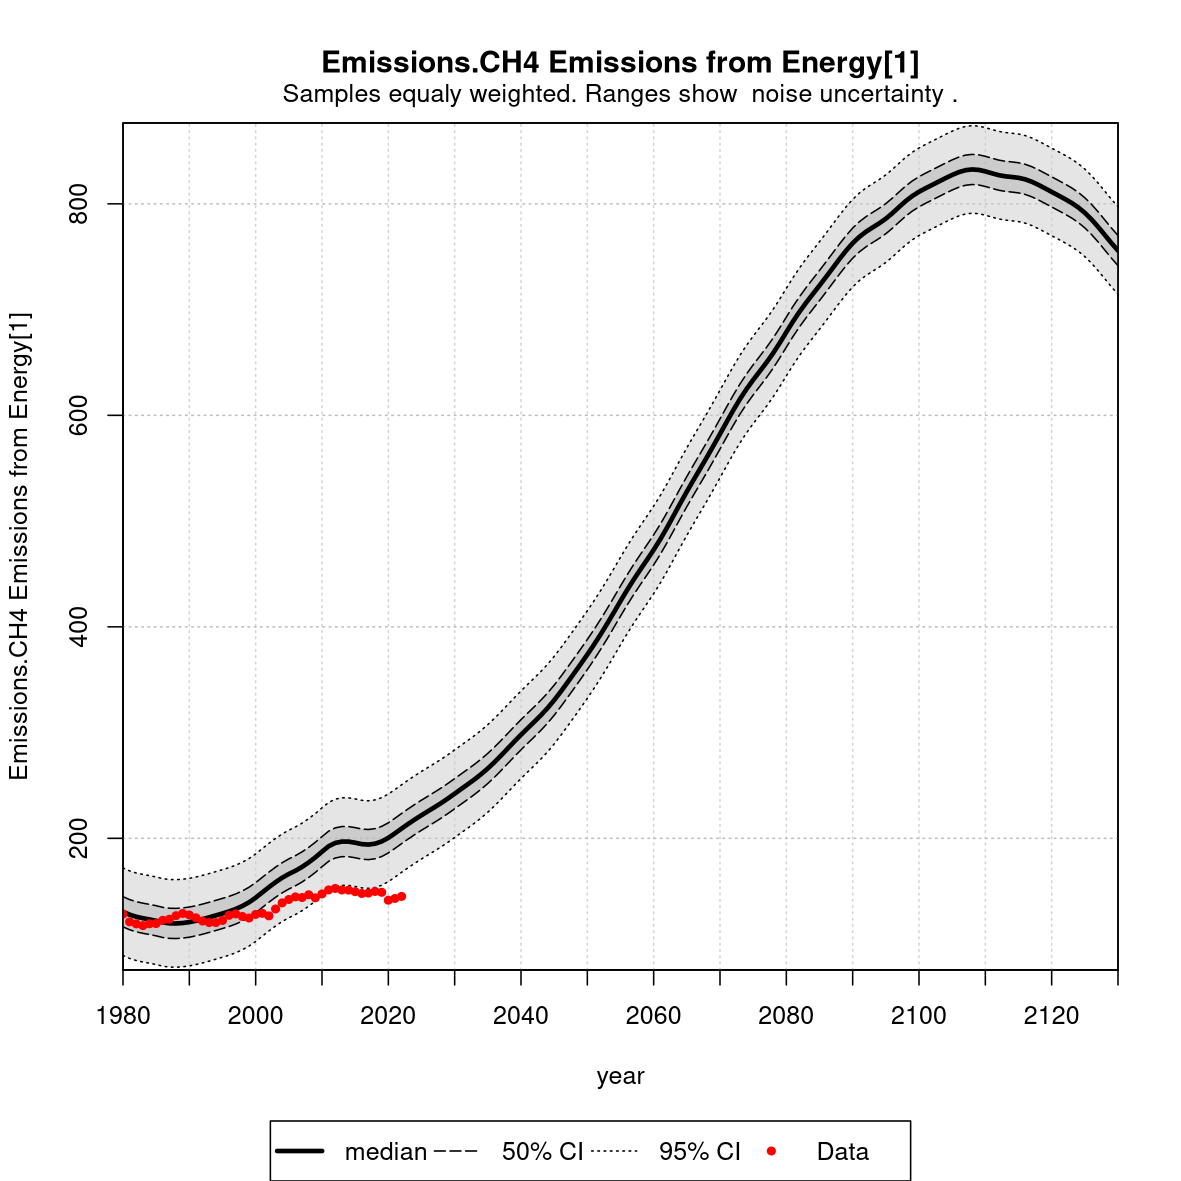 Emissions.CH4 Emissions from Energy[1]
Samples equaly weighted. Ranges show  noise uncertainty .
Emissions.CH4 Emissions from Energy[1]
800
600
400
200
1980 2000 2020 2040 2060 2080 2100 2120
year
median 50% CI 95% CI Data